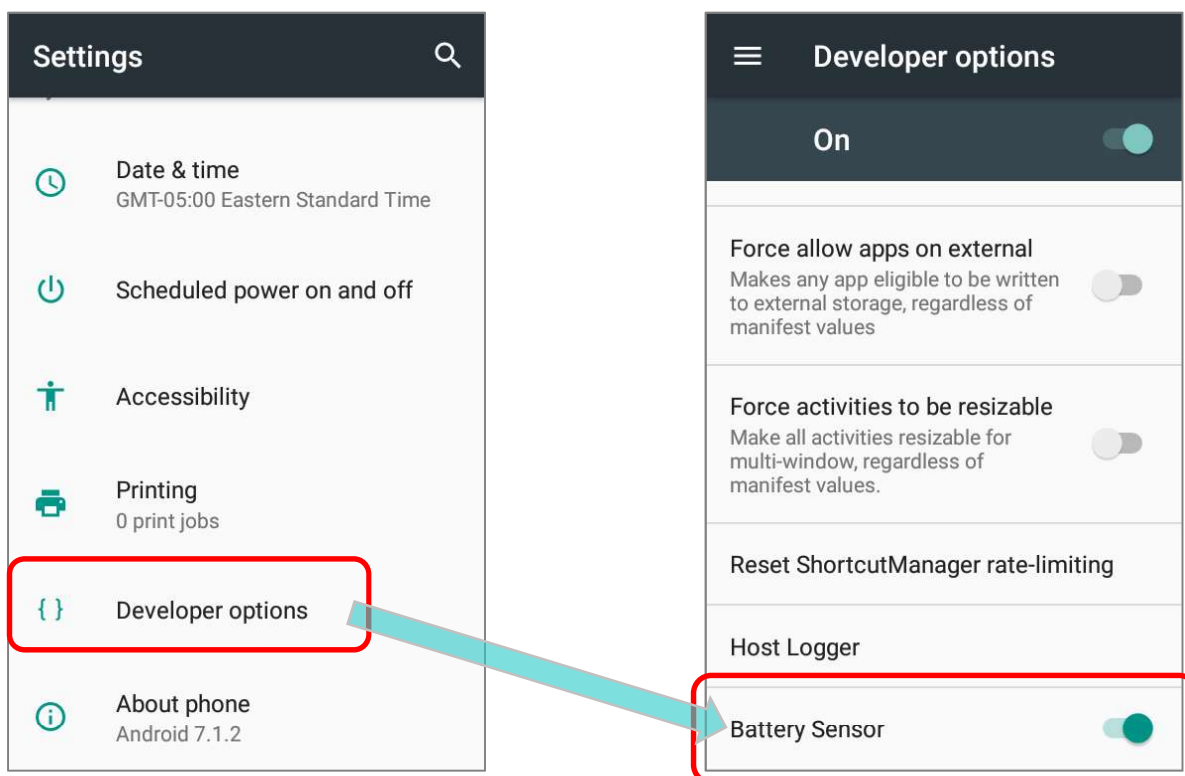 Settings
Date & time
GMT-05:00 Eastern Standard Time
Scheduled power on and off
Accessibility
Printing
0 print jobs
{ } Developer options
About phone
Android 7.1.2
Developer options
On
Force allow apps on external
Makes any app eligible to be written
to external storage, regardless of
manifest values
Force activities to be resizable
Make all activities resizable for
multi-window, regardless of
manifest values.
Reset ShortcutManager rate-limiting
Host Logger
Battery Sensor